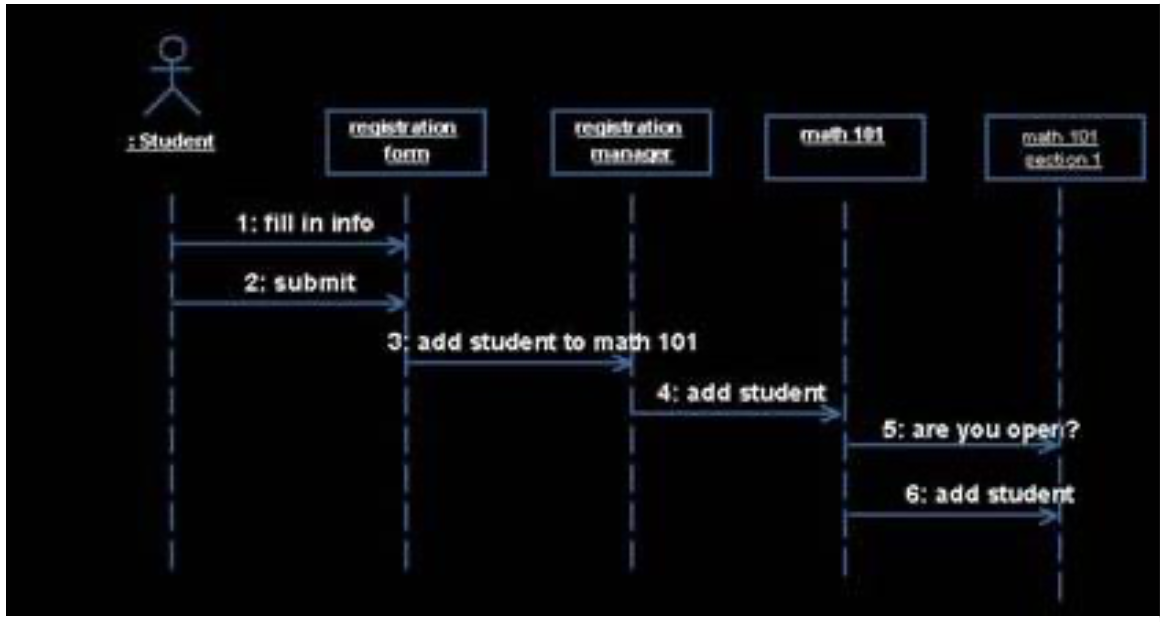 : Student
registration
form
registration
manager
math 101
math 101
section 1
1: fill in info
2: submit
3: add student to math 101
4: add student
5: are you open?
6: add student